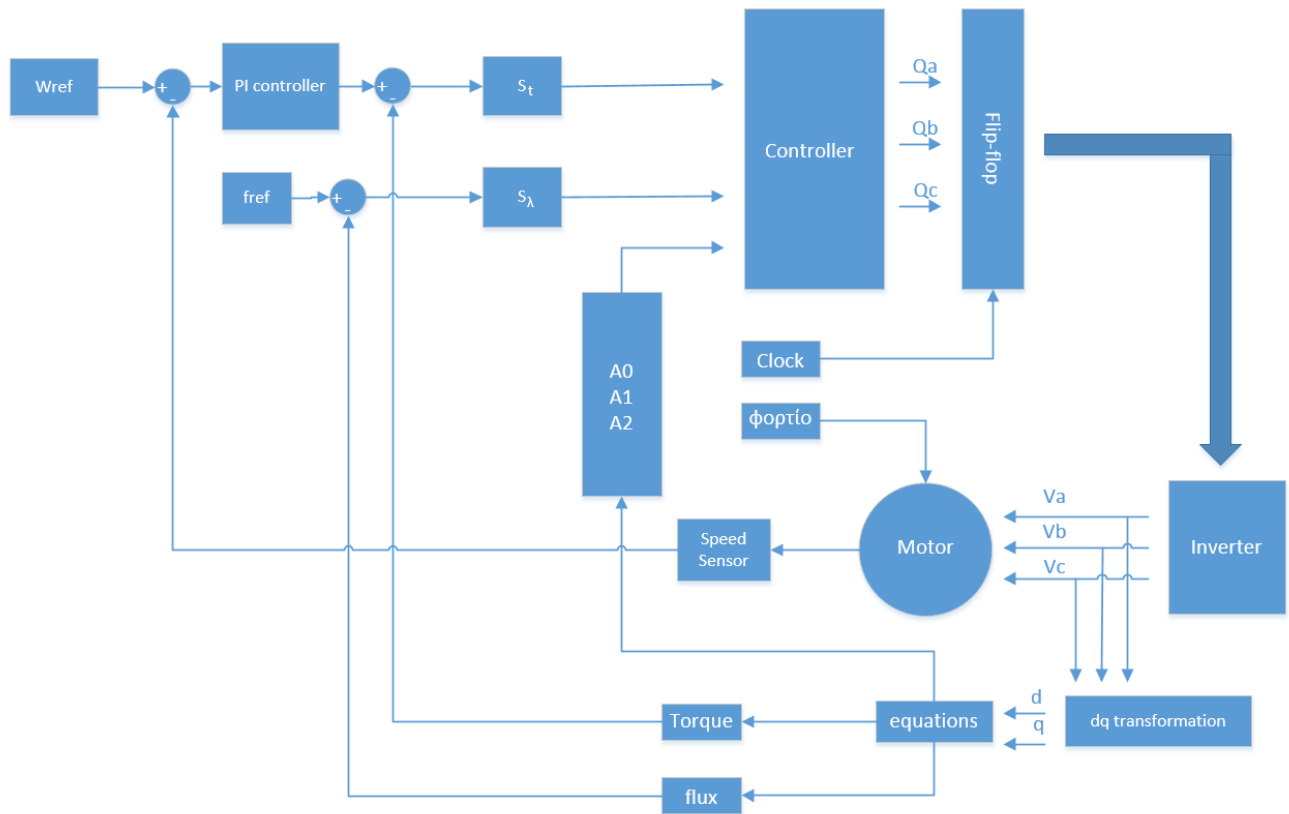 Wref
+
-
PI controller
+
-
St
Controller
Qa
Qb
Qc
Flip-flop
fref
+
-
Sλ
A0
A1
A2
Clock
φορτίο
Speed
Sensor
Motor
Va
Vb
Vc
Inverter
Torque
equations
d
q
dq transformation
flux